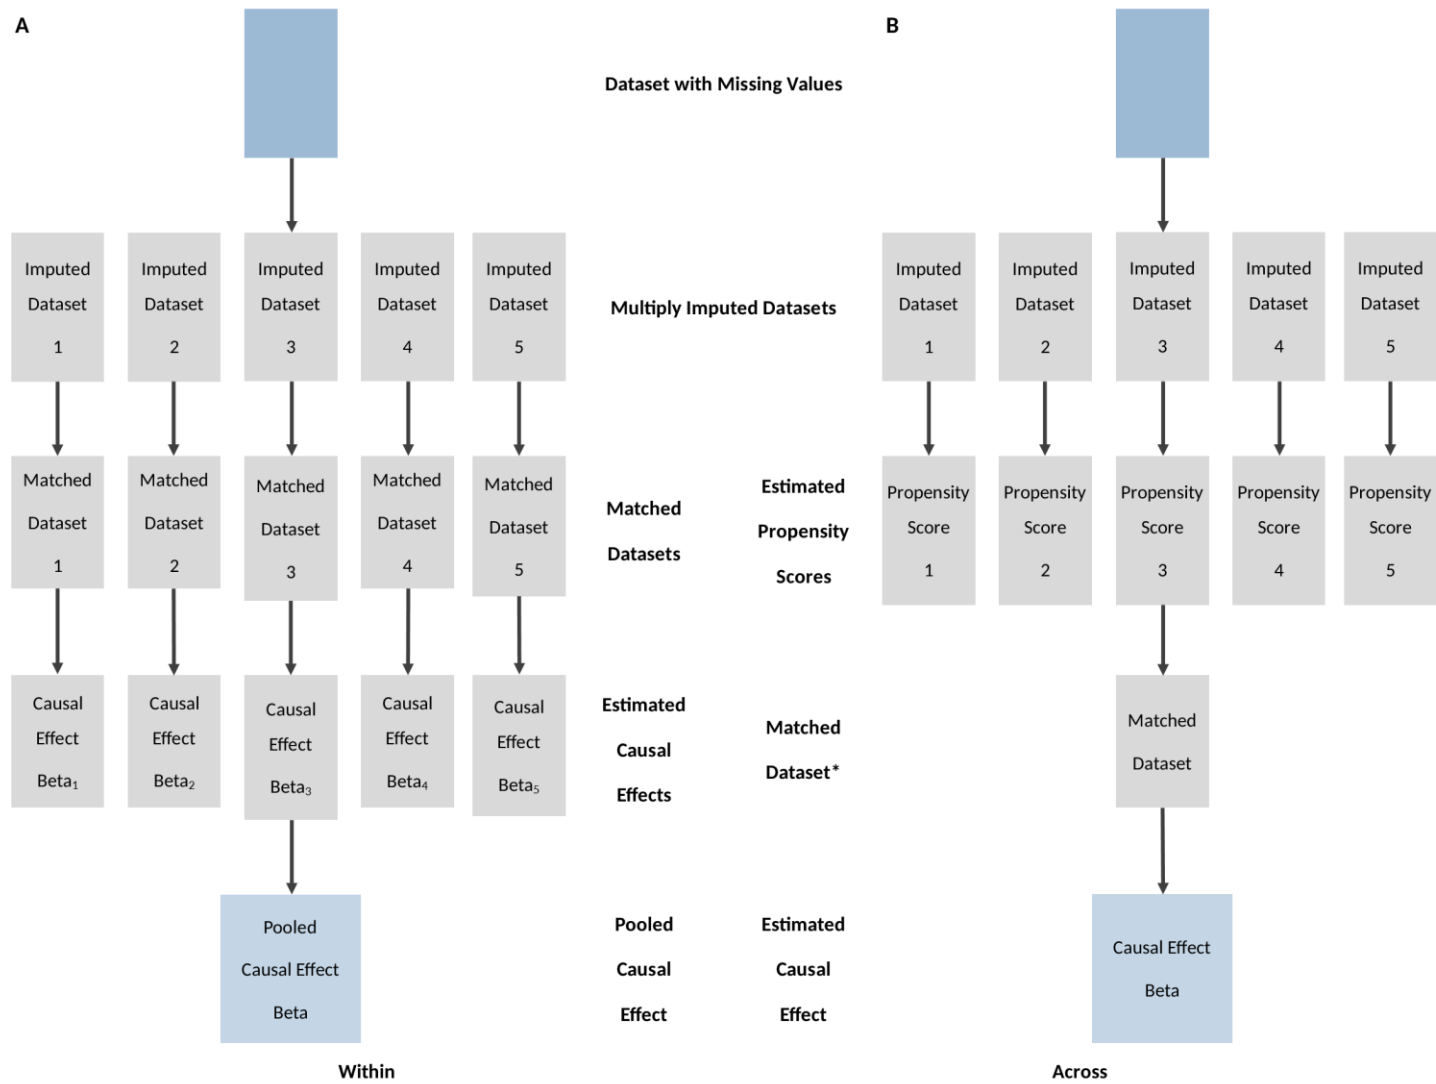 A
B
Dataset with Missing Values
Imputed
Dataset
1
Imputed
Dataset
2
Imputed
Dataset
3
Imputed
Dataset
4
Imputed
Dataset
5
Multiply Imputed Datasets
Imputed
Dataset
1
Imputed
Dataset
2
Imputed
Dataset
3
Imputed
Dataset
4
Imputed
Dataset
5
Matched
Dataset
1
Matched
Dataset
2
Matched
Dataset
3
Matched
Dataset
4
Matched
Dataset
5
Matched
Datasets
Estimated
Propensity
Scores
Propensity
Score
1
Propensity
Score
2
Propensity
Score
3
Propensity
Score
4
Propensity
Score
5
Causal
Effect
Beta₁
Causal
Effect
Beta₂
Causal
Effect
Beta₃
Causal
Effect
Beta₄
Causal
Effect
Beta₅
Estimated
Causal
Effects
Matched
Dataset*
Matched
Dataset
Pooled
Causal Effect
Beta
Pooled
Causal
Effect
Estimated
Causal
Effect
Causal Effect
Beta
Within
Across